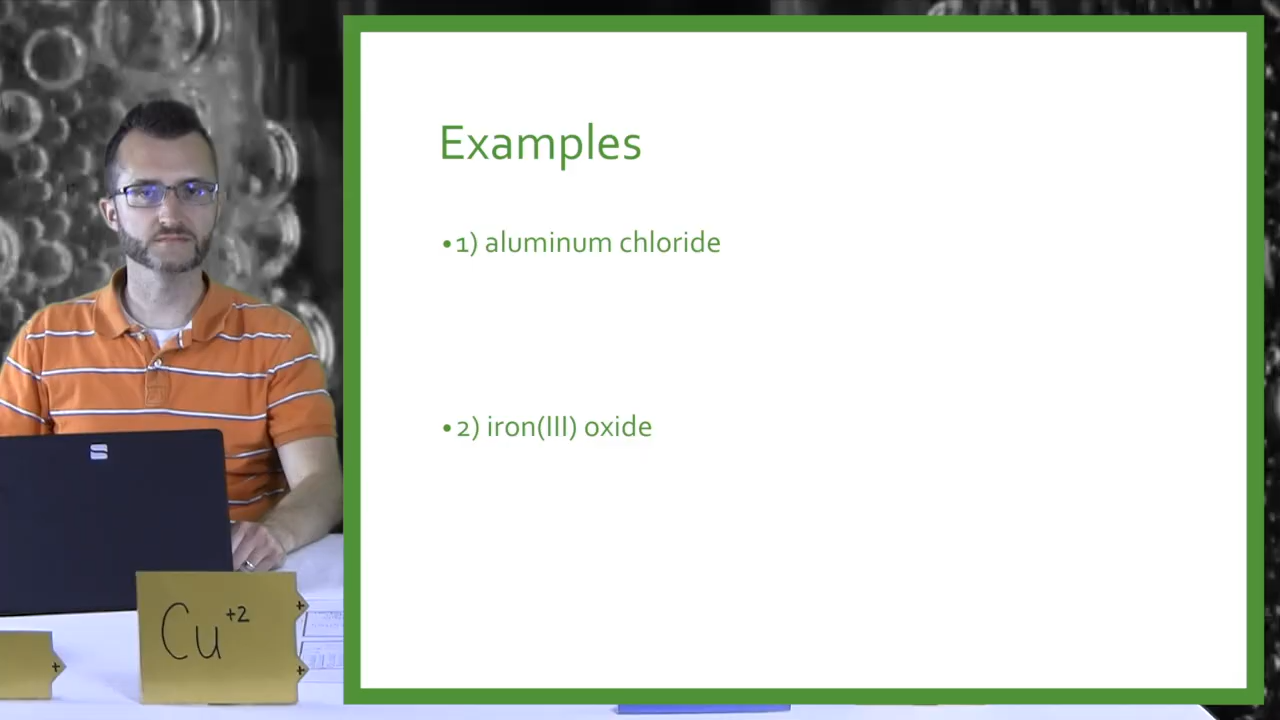 Examples
•1) aluminum chloride
•2) iron(III) oxide
Cu+2
+
+
+